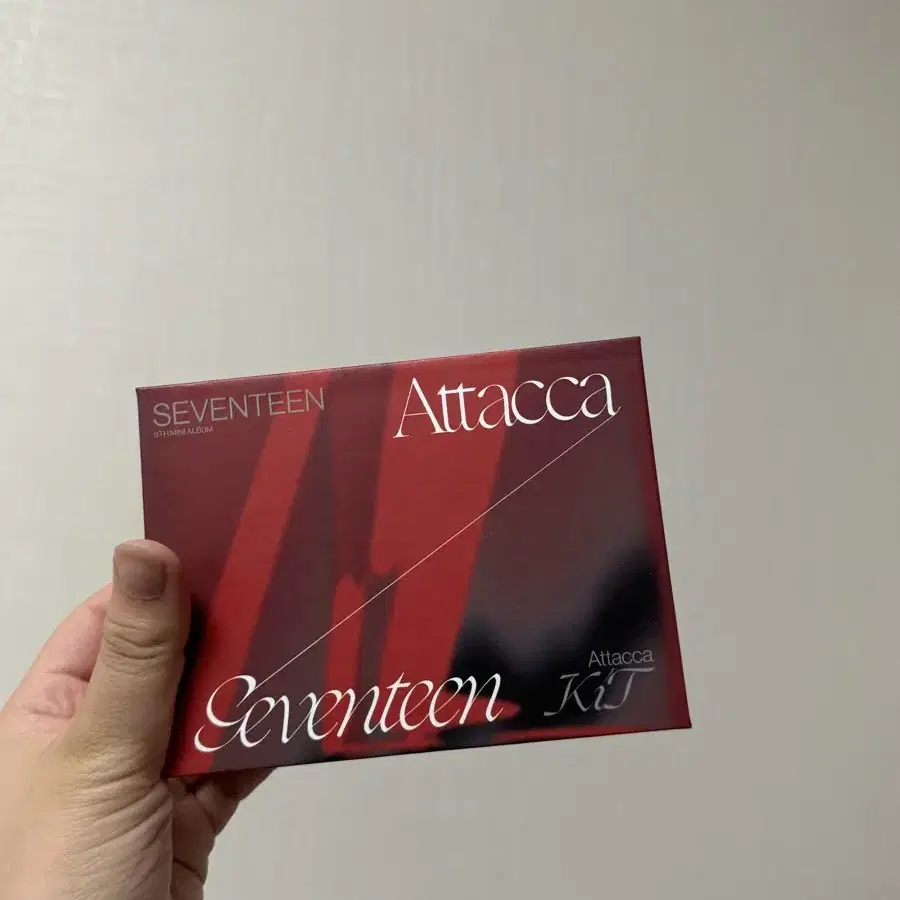 SEVENTEEN
9TH MINI ALBUM
Attacca
Seventeen
Attacca
KiT